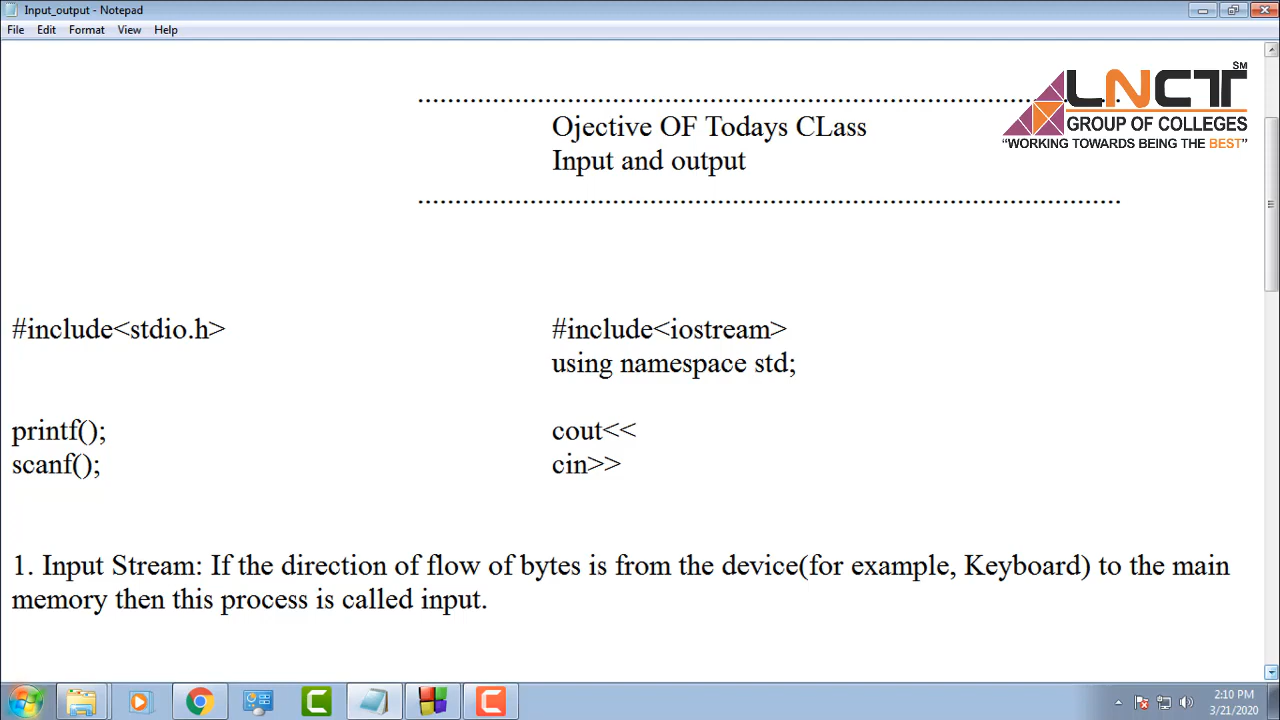 Input_output - Notepad
File Edit Format View Help
SM
LNCT
GROUP OF COLLEGES
"WORKING TOWARDS BEING THE BEST"
Ojective OF Todays CLass
Input and output
#include<stdio.h> #include<iostream>
using namespace std;
printf(); cout<<
scanf(); cin>>
1. Input Stream: If the direction of flow of bytes is from the device(for example, Keyboard) to the main
memory then this process is called input.
2:10 PM
3/21/2020